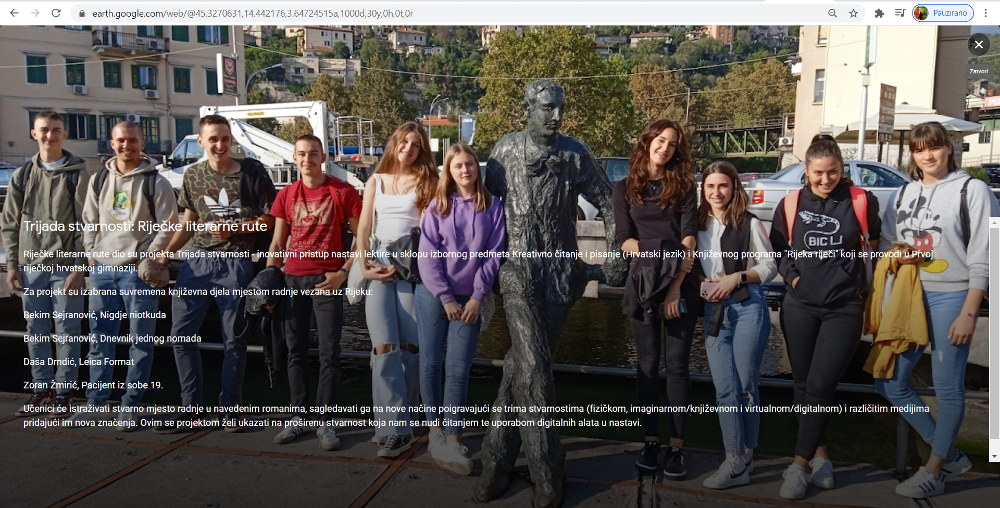 earth.google.com/web/@45.3270631,14.442176,3.64724515a,1000d,30y,0h,0t,0r
Pauzirano
Zatvori
PALFINGER
Trijada stvarnosti: Riječke literarne rute
BIC LJ
Riječke literarne rute dio su projekta Trijada stvarnosti - inovativni pristup nastavi lektire u sklopu izbornog predmeta Kreativno čitanje i pisanje (Hrvatski jezik) i Književnog programa "Rijeka riječi" koji se provodi u Prvoj
riječkoj hrvatskoj gimnaziji.
Za projekt su izabrana suvremena književna djela mjestom radnje vezana uz Rijeku:
Bekim Sejranović, Nigdje niotkuda
Bekim Sejranović, Dnevnik jednog nomada
Daša Drndić, Leica Format
Zoran Žmirić, Pacijent iz sobe 19.
Učenici će istraživati stvarno mjesto radnje u navedenim romanima, sagledavati ga na nove načine poigravajući se trima stvarnostima (fizičkom, imaginarnom/književnom i virtualnom/digitalnom) i različitim medijima
pridajući im nova značenja. Ovim se projektom želi ukazati na proširenu stvarnost koja nam se nudi čitanjem te uporabom digitalnih alata u nastavi.